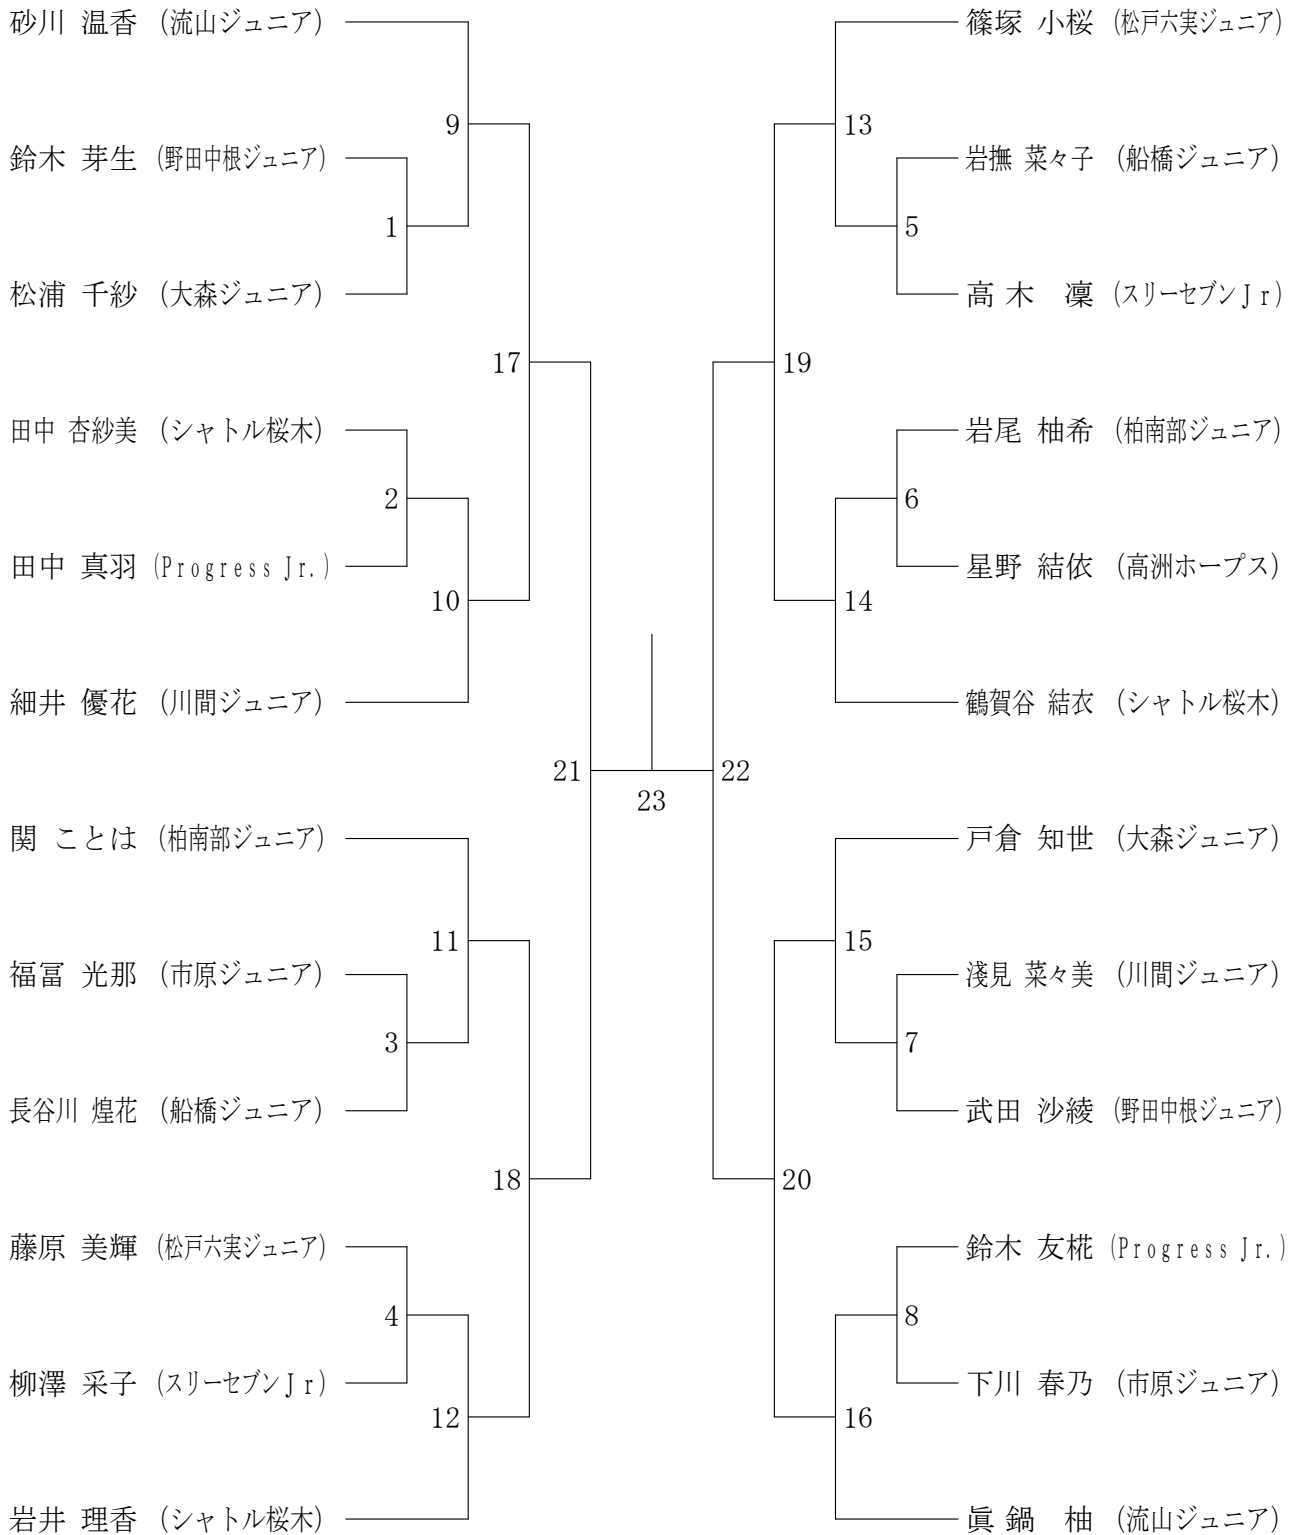 砂川 温香 (流山ジュニア)
9
鈴木 芽生 (野田中根ジュニア)
1
松浦 千紗 (大森ジュニア)
17
田中 杏紗美 (シャトル桜木)
2
田中 真羽 (Progress Jr.)
10
細井 優花 (川間ジュニア)
21
関 ことは (柏南部ジュニア)
11
福冨 光那 (市原ジュニア)
3
長谷川 煌花 (船橋ジュニア)
18
藤原 美輝 (松戸六実ジュニア)
4
柳澤 采子 (スリーセブンJr)
12
岩井 理香 (シャトル桜木)
23
篠塚 小桜 (松戸六実ジュニア)
13
岩撫 菜々子 (船橋ジュニア)
5
高木 凜 (スリーセブンJr)
19
岩尾 柚希 (柏南部ジュニア)
6
星野 結依 (高洲ホープス)
14
鶴賀谷 結衣 (シャトル桜木)
22
戸倉 知世 (大森ジュニア)
15
淺見 菜々美 (川間ジュニア)
7
武田 沙綾 (野田中根ジュニア)
20
鈴木 友椛 (Progress Jr.)
8
下川 春乃 (市原ジュニア)
16
眞鍋 柚 (流山ジュニア)